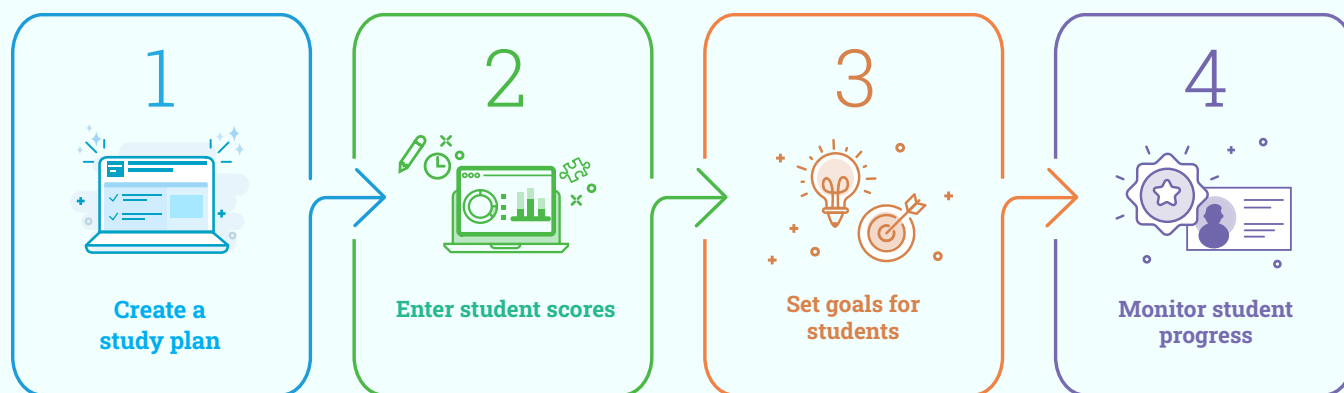 1
Create a
study plan
2
Enter student scores
3
Set goals for
students
4
Monitor student
progress